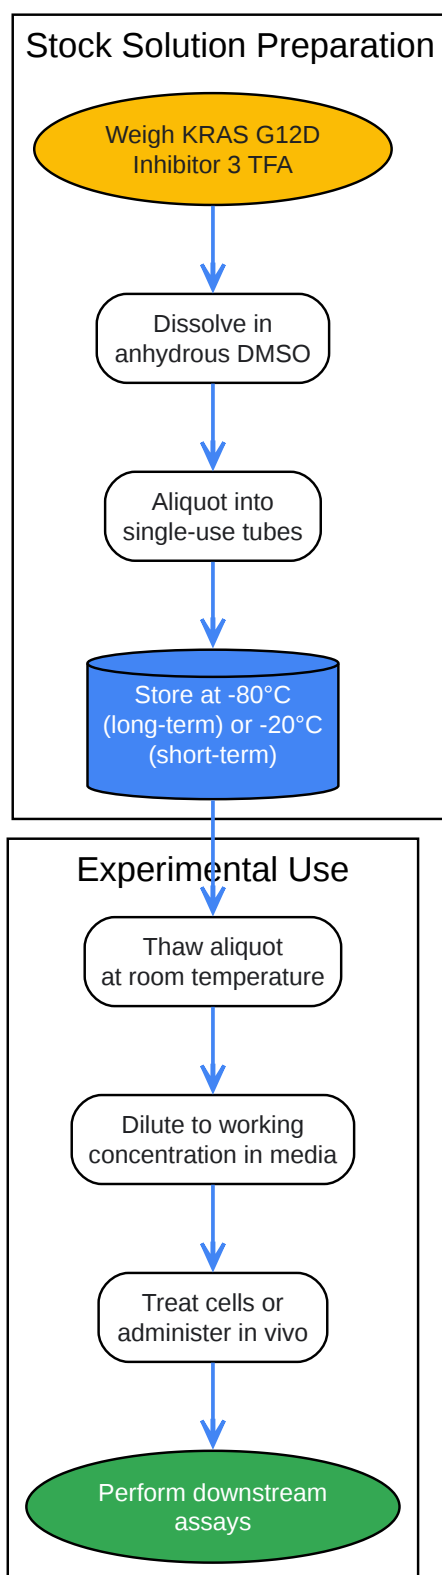 Stock Solution Preparation
Weigh KRAS G12D
Inhibitor 3 TFA
Dissolve in
anhydrous DMSO
Aliquot into
single-use tubes
Store at -80°C
(long-term) or -20°C
(short-term)
Experimental Use
Thaw aliquot
at room temperature
Dilute to working
concentration in media
Treat cells or
administer in vivo
Perform downstream
assays